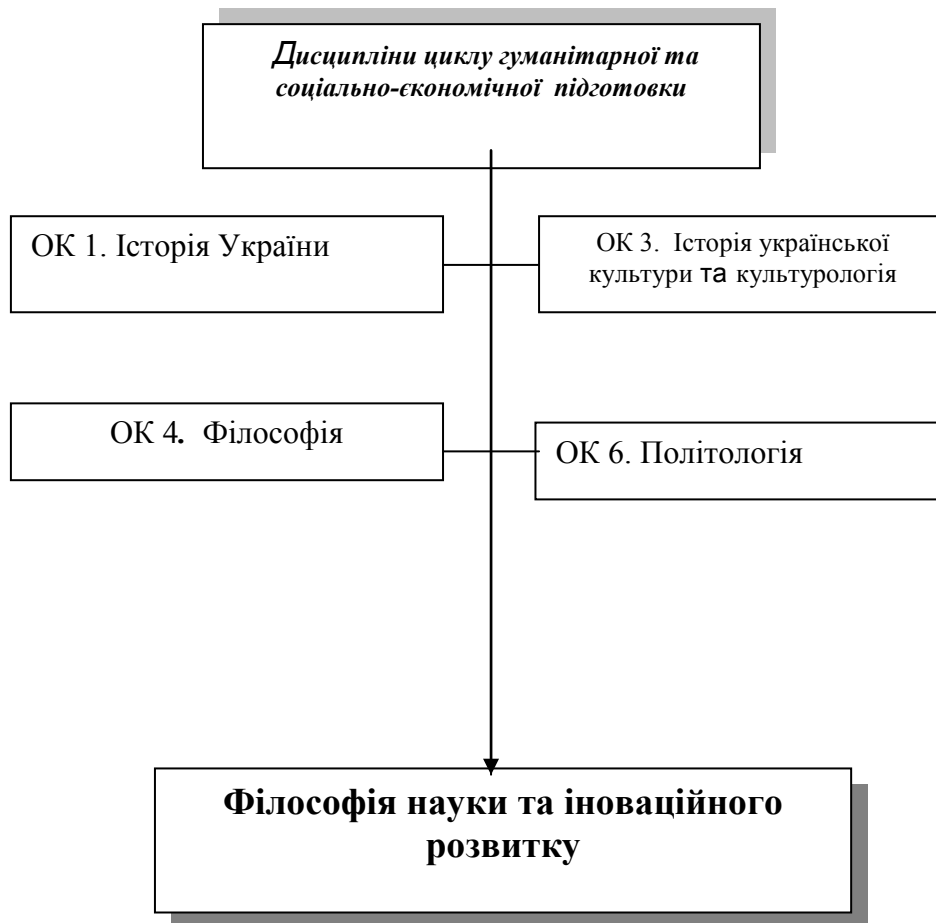 Дисципліни циклу гуманітарної та
соціально-єкономічної підготовки
ОК 1. Історія України
ОК 3. Історія української
культури та культурологія
ОК 4. Філософія
ОК 6. Політологія
Філософія науки та іноваційного
розвитку